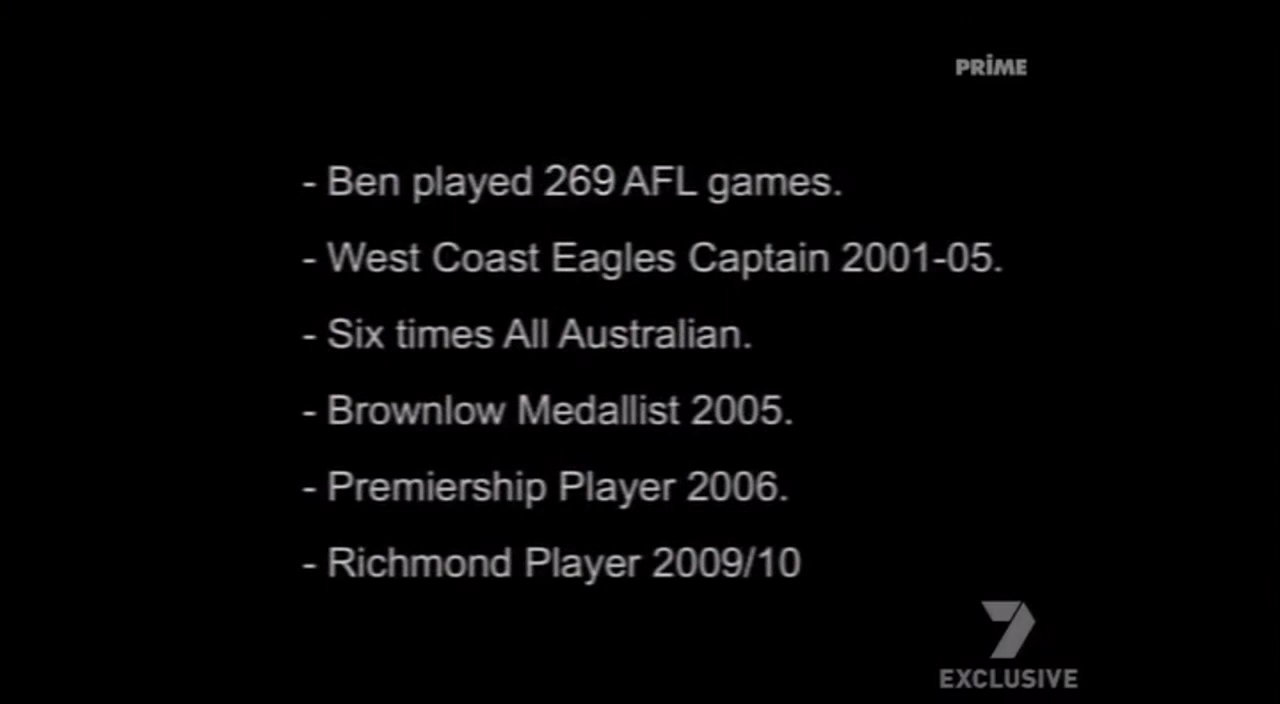 PRiME
- Ben played 269 AFL games.
- West Coast Eagles Captain 2001-05.
- Six times All Australian.
- Brownlow Medallist 2005.
- Premiership Player 2006.
- Richmond Player 2009/10
7
EXCLUSIVE